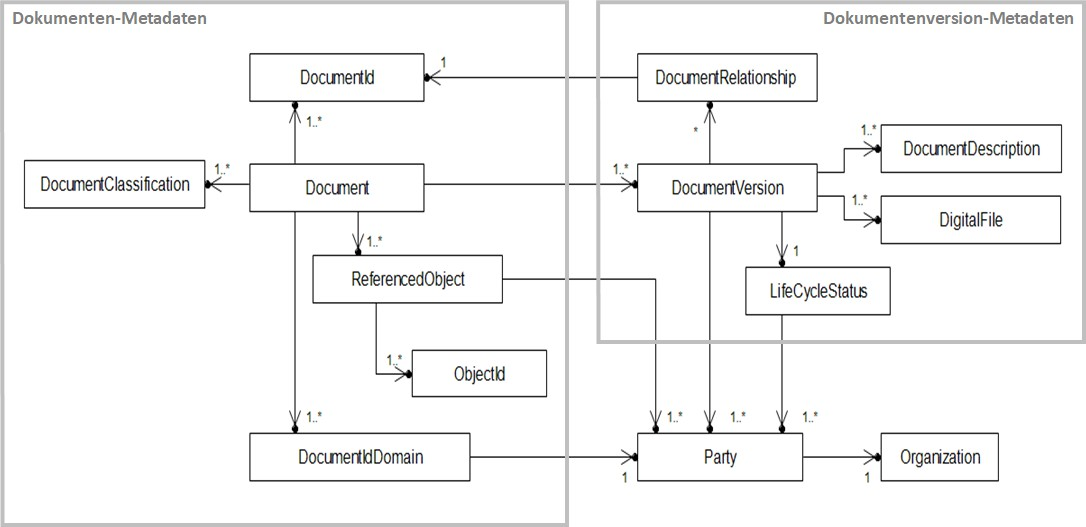 Dokumenten-Metadaten
Dokumentenversion-Metadaten
DocumentId
1
DocumentRelationship
1..*
*
DocumentClassification
1..*
Document
1..*
DocumentVersion
1..*
DocumentDescription
1..*
DigitalFile
1..*
1
ReferencedObject
LifeCycleStatus
1..*
ObjectId
1..*
1..*
1..*
1..*
DocumentIdDomain
1
Party
1
Organization